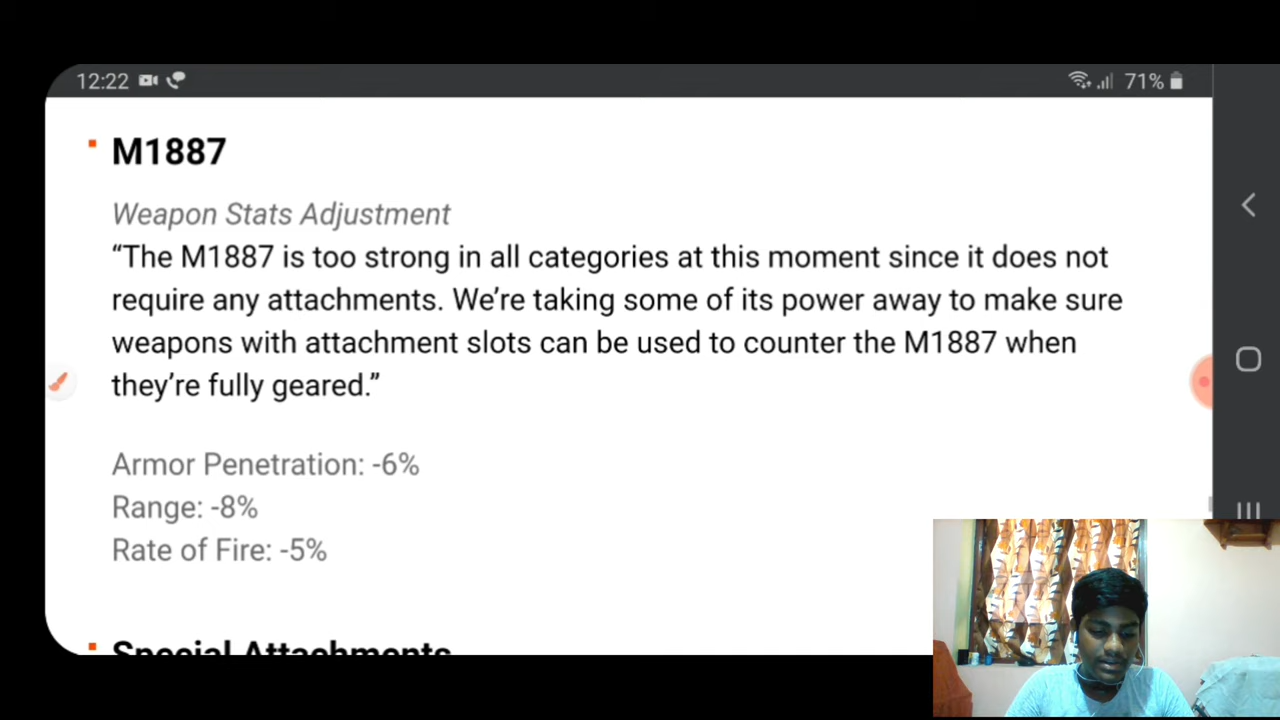 12:22
71%
M1887
Weapon Stats Adjustment
“The M1887 is too strong in all categories at this moment since it does not
require any attachments. We’re taking some of its power away to make sure
weapons with attachment slots can be used to counter the M1887 when
they’re fully geared.”
Armor Penetration: -6%
Range: -8%
Rate of Fire: -5%
Special Attachments